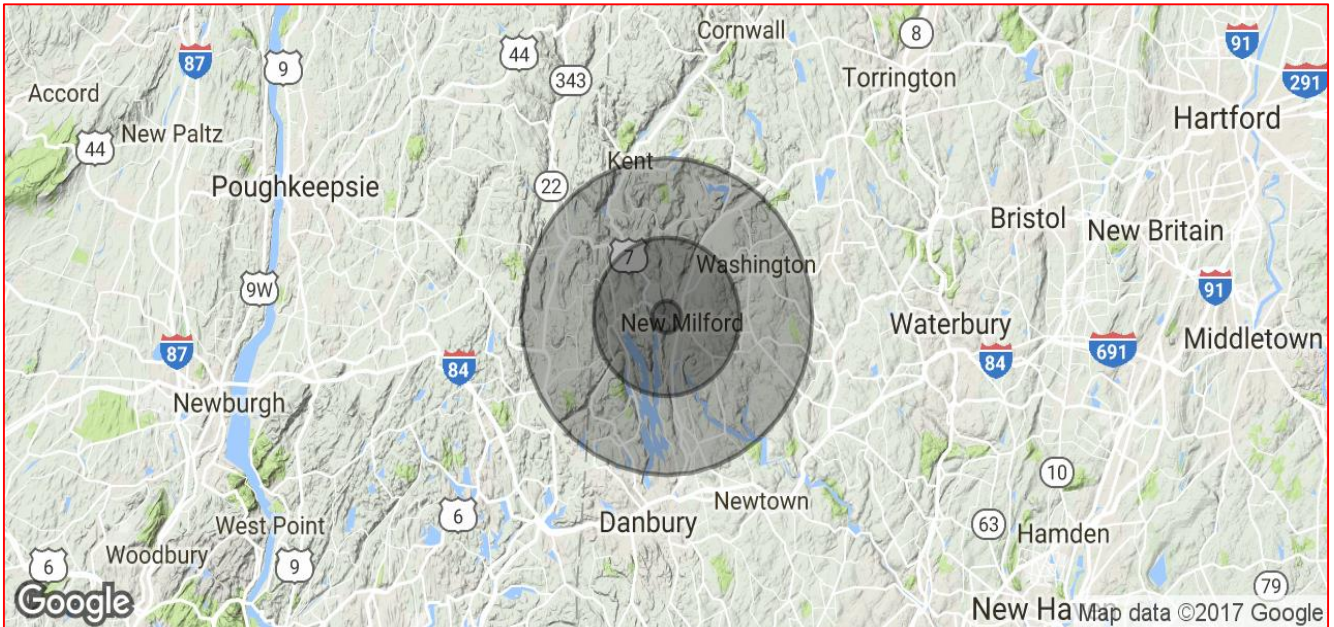 Cornwall
8
91
87
9
44
343
Torrington
291
Accord
Hartford
New Paltz
44
Kent
22
Poughkeepsie
Bristol
New Britain
7
Washington
9W
91
New Milford
Waterbury
Middletown
87
84
84
691
Newburgh
10
Newtown
6
Danbury
63
West Point
Hamden
Woodbury
6
9
79
Google
New Ha
Map data ©2017 Google